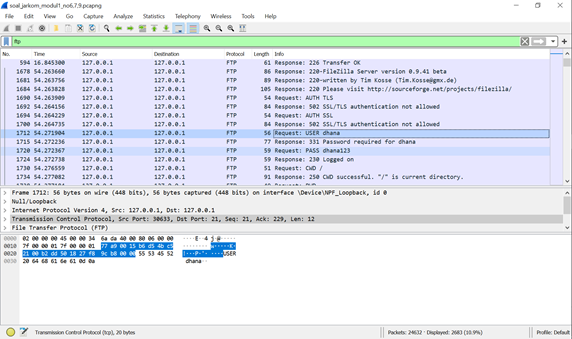 soal_jarkom_modul1_no6.7.9.pcapng
File Edit View Go Capture Analyze Statistics Telephony Wireless Tools Help
ftp
No. Time Source Destination Protocol Length Info
594 16.845300 127.0.0.1 127.0.0.1 FTP 61 Response: 226 Transfer OK
1678 54.263660 127.0.0.1 127.0.0.1 FTP 86 Response: 220-FileZilla Server version 0.9.41 beta
1681 54.263756 127.0.0.1 127.0.0.1 FTP 89 Response: 220-written by Tim Kosse (Tim.Kosse@gmx.de)
1684 54.263828 127.0.0.1 127.0.0.1 FTP 105 Response: 220 Please visit http://sourceforge.net/projects/filezilla/
1690 54.263909 127.0.0.1 127.0.0.1 FTP 54 Request: AUTH TLS
1692 54.264156 127.0.0.1 127.0.0.1 FTP 84 Response: 502 SSL/TLS authentication not allowed
1694 54.264229 127.0.0.1 127.0.0.1 FTP 54 Request: AUTH SSL
1700 54.264735 127.0.0.1 127.0.0.1 FTP 84 Response: 502 SSL/TLS authentication not allowed
1712 54.271904 127.0.0.1 127.0.0.1 FTP 56 Request: USER dhana
1715 54.272236 127.0.0.1 127.0.0.1 FTP 77 Response: 331 Password required for dhana
1720 54.272367 127.0.0.1 127.0.0.1 FTP 59 Request: PASS dhana123
1724 54.272738 127.0.0.1 127.0.0.1 FTP 59 Response: 230 Logged on
1730 54.276559 127.0.0.1 127.0.0.1 FTP 51 Request: CWD /
1734 54.276908 127.0.0.1 127.0.0.1 FTP 91 Response: 250 CWD successful. "/" is current directory.
Frame 1712: 56 bytes on wire (448 bits), 56 bytes captured (448 bits) on interface \Device\NPF_Loopback, id 0
Null/Loopback
Internet Protocol Version 4, Src: 127.0.0.1, Dst: 127.0.0.1
Transmission Control Protocol, Src Port: 30633, Dst Port: 21, Seq: 21, Ack: 229, Len: 12
File Transfer Protocol (FTP)
0000 02 00 00 00 45 00 00 34 6a da 40 00 80 06 00 00 ····E··4 j·@·····
0010 7f 00 00 01 7f 00 00 01 77 a9 00 15 b6 d5 4b c5
0020 21 00 b2 dd 50 18 27 f8 9c b8 00 00 55 53 45 52 !···P·'· ····USER
0030 20 64 68 61 6e 61 0d 0a dhana··
Transmission Control Protocol (tcp), 20 bytes
Packets: 24632 · Displayed: 2683 (10.9%)
Profile: Default